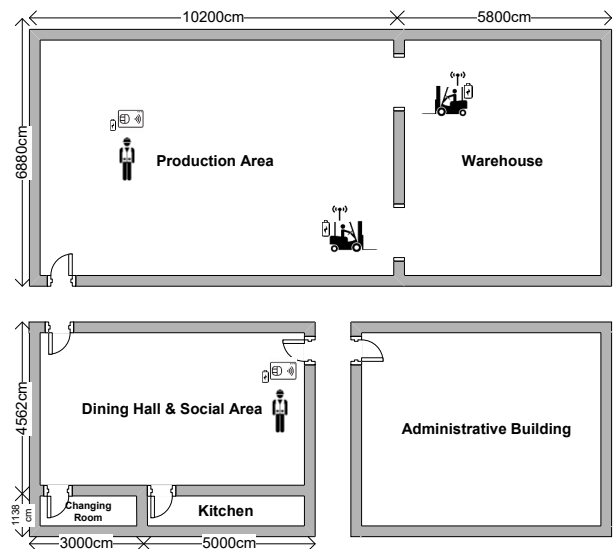 10200cm
5800cm
6880cm
Production Area
Warehouse
4562cm
Dining Hall & Social Area
Administrative Building
1138
cm
Changing
Room
Kitchen
3000cm
5000cm